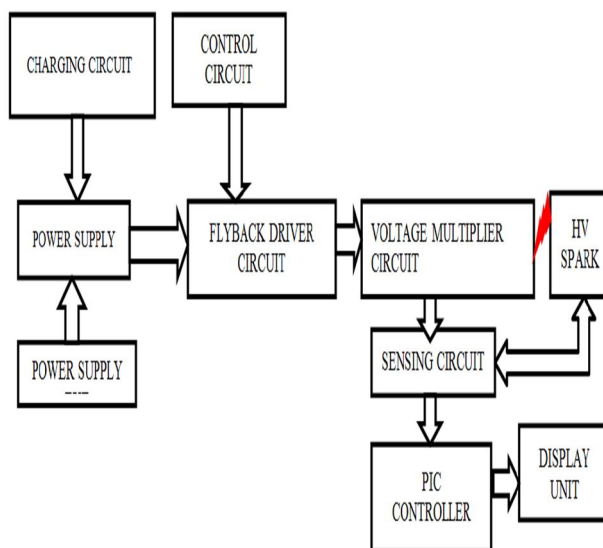 CHARGING CIRCUIT
CONTROL
CIRCUIT
POWER SUPPLY
FLYBACK DRIVER
CIRCUIT
VOLTAGE MULTIPLIER
CIRCUIT
HV
SPARK
POWER SUPPLY
SENSING CIRCUIT
PIC
CONTROLLER
DISPLAY
UNIT